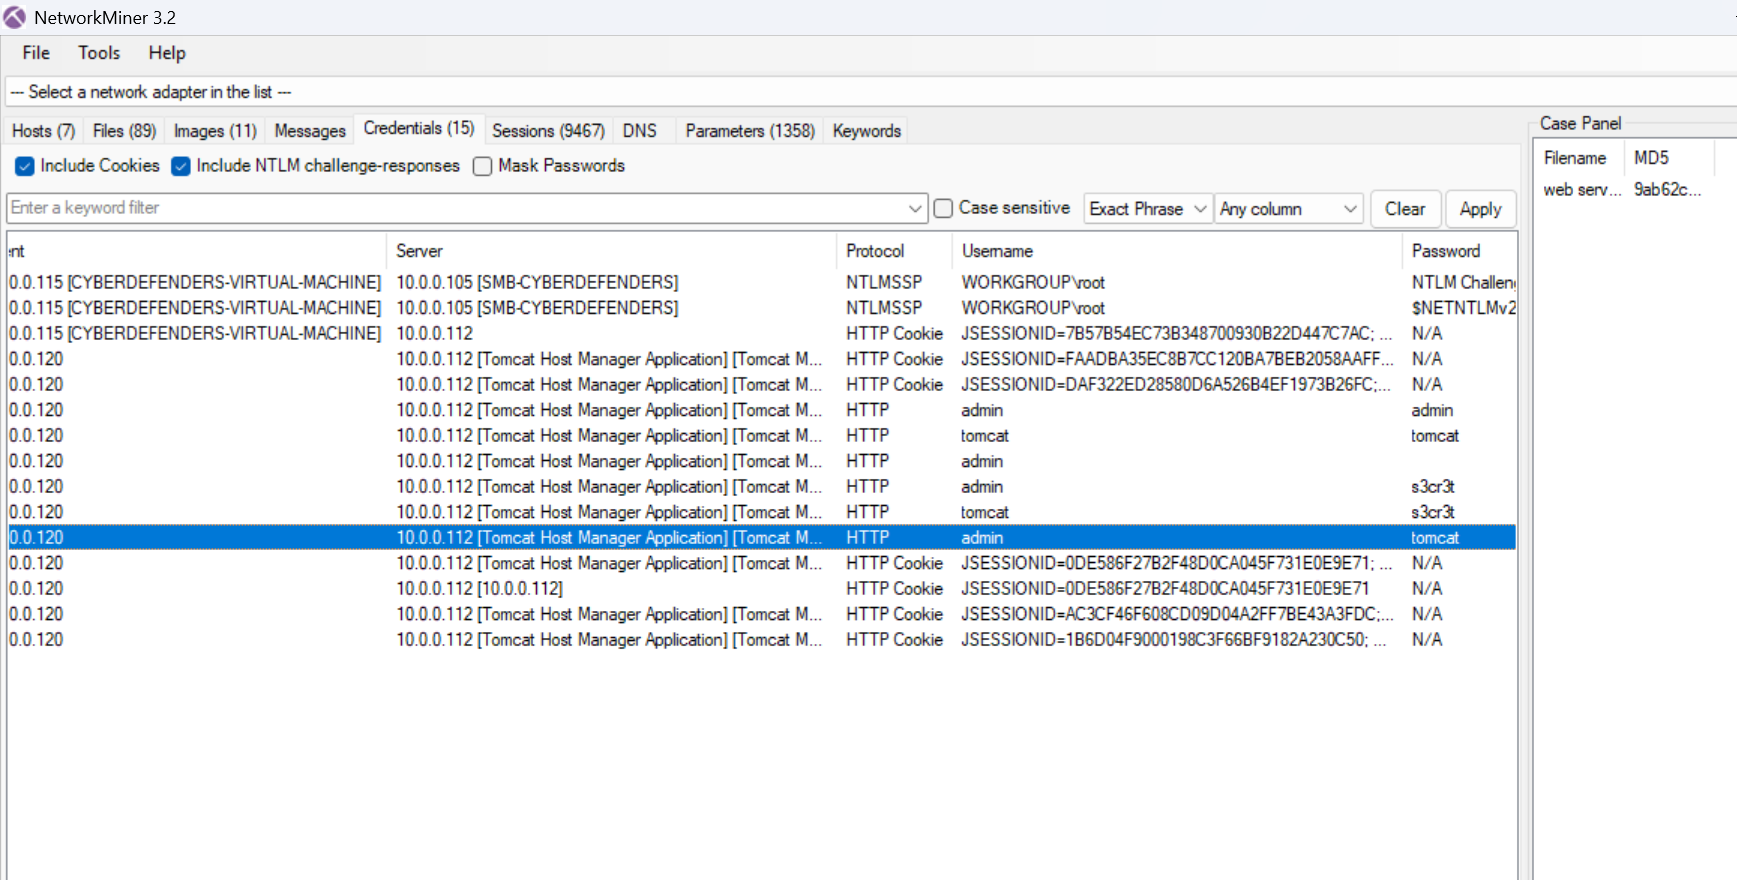 NetworkMiner 3.2
File Tools Help
--- Select a network adapter in the list ---
Hosts (7) Files (89) Images (11) Messages Credentials (15) Sessions (9467) DNS Parameters (1358) Keywords
Case Panel
Include Cookies Include NTLM challenge-responses Mask Passwords
Filename MD5
web serv... 9ab62c...
Enter a keyword filter Case sensitive Exact Phrase Any column Clear Apply
nt Server Protocol Username Password
0.0.115 [CYBERDEFENDERS-VIRTUAL-MACHINE] 10.0.0.105 [SMB-CYBERDEFENDERS] NTLMSSP WORKGROUP\root NTLM Challeng
0.0.115 [CYBERDEFENDERS-VIRTUAL-MACHINE] 10.0.0.105 [SMB-CYBERDEFENDERS] NTLMSSP WORKGROUP\root $NETNTLMv2
0.0.115 [CYBERDEFENDERS-VIRTUAL-MACHINE] 10.0.0.112 HTTP Cookie JSESSIONID=7B57B54EC73B348700930B22D447C7AC; ... N/A
0.0.120 10.0.0.112 [Tomcat Host Manager Application] [Tomcat M... HTTP Cookie JSESSIONID=FAADBA35EC8B7CC120BA7BEB2058AAFF... N/A
0.0.120 10.0.0.112 [Tomcat Host Manager Application] [Tomcat M... HTTP Cookie JSESSIONID=DAF322ED28580D6A526B4EF1973B26FC;... N/A
0.0.120 10.0.0.112 [Tomcat Host Manager Application] [Tomcat M... HTTP admin admin
0.0.120 10.0.0.112 [Tomcat Host Manager Application] [Tomcat M... HTTP tomcat tomcat
0.0.120 10.0.0.112 [Tomcat Host Manager Application] [Tomcat M... HTTP admin
0.0.120 10.0.0.112 [Tomcat Host Manager Application] [Tomcat M... HTTP admin s3cr3t
0.0.120 10.0.0.112 [Tomcat Host Manager Application] [Tomcat M... HTTP tomcat s3cr3t
0.0.120 10.0.0.112 [Tomcat Host Manager Application] [Tomcat M... HTTP admin tomcat
0.0.120 10.0.0.112 [Tomcat Host Manager Application] [Tomcat M... HTTP Cookie JSESSIONID=0DE586F27B2F48D0CA045F731E0E9E71; ... N/A
0.0.120 10.0.0.112 [10.0.0.112] HTTP Cookie JSESSIONID=0DE586F27B2F48D0CA045F731E0E9E71 N/A
0.0.120 10.0.0.112 [Tomcat Host Manager Application] [Tomcat M... HTTP Cookie JSESSIONID=AC3CF46F608CD09D04A2FF7BE43A3FDC;... N/A
0.0.120 10.0.0.112 [Tomcat Host Manager Application] [Tomcat M... HTTP Cookie JSESSIONID=1B6D04F9000198C3F66BF9182A230C50; ... N/A